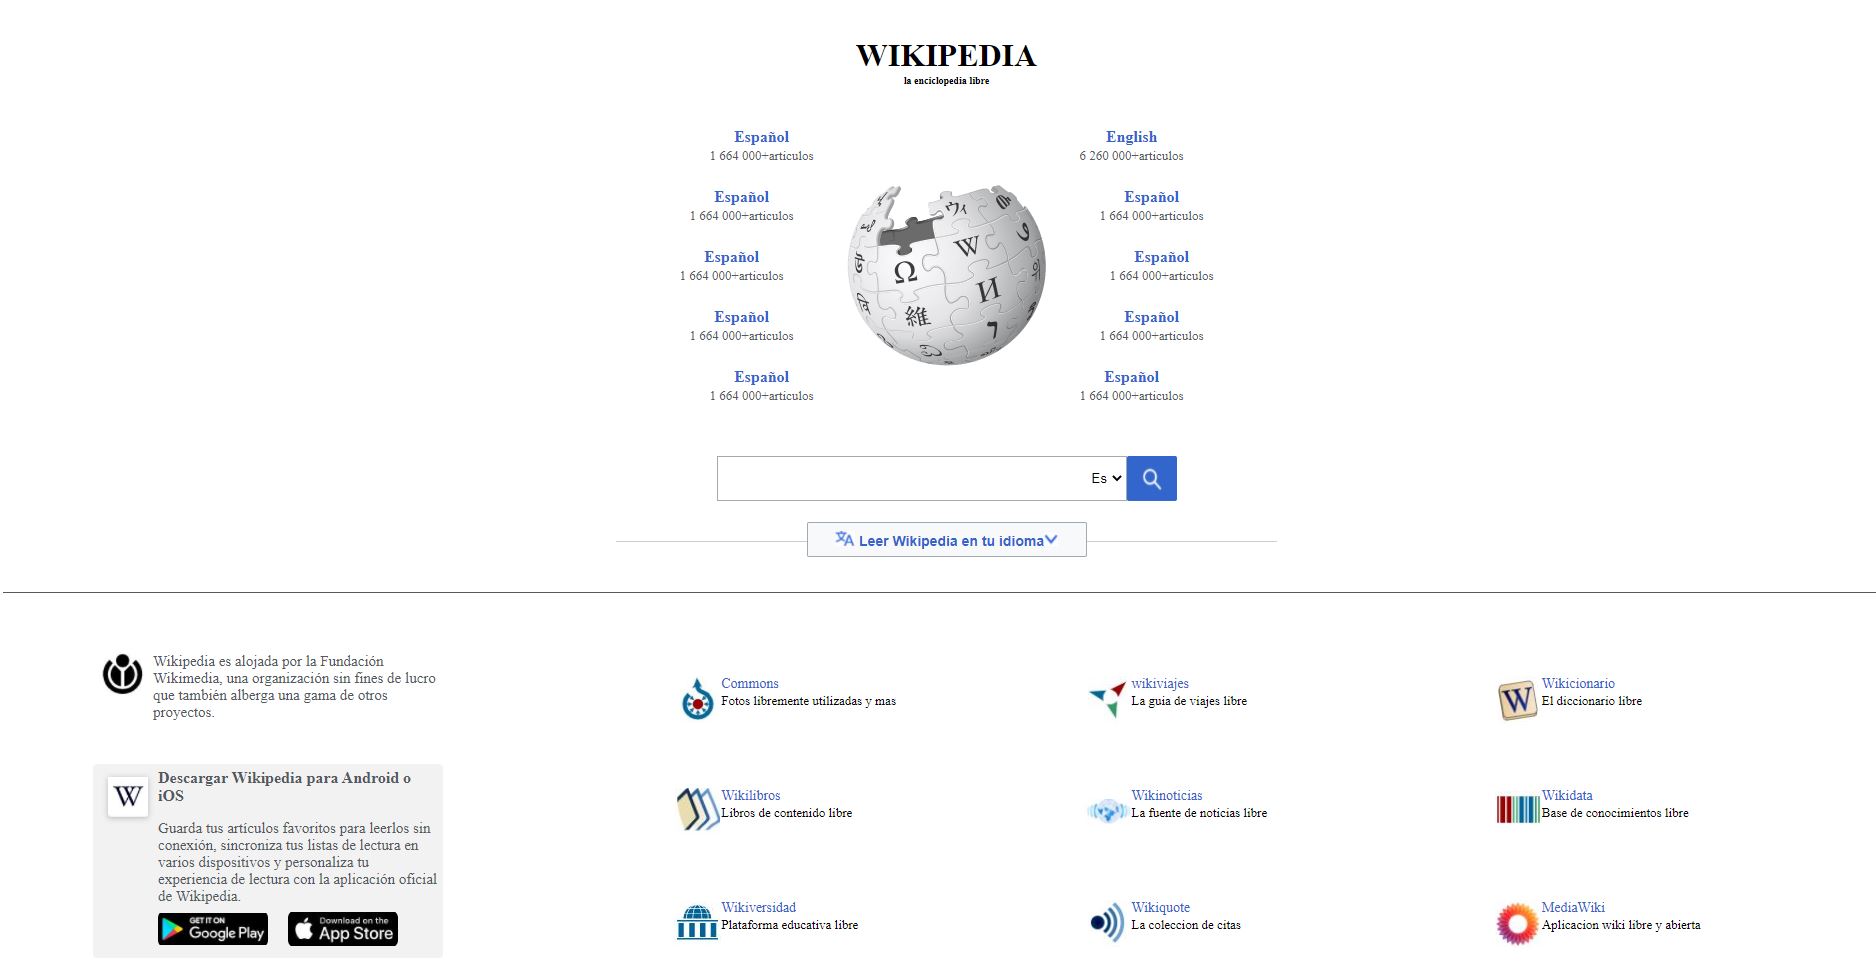 WIKIPEDIA
la enciclopedia libre
Español
1 664 000+articulos
English
6 260 000+articulos
Español
1 664 000+articulos
Español
1 664 000+articulos
Español
1 664 000+articulos
Español
1 664 000+articulos
Español
1 664 000+articulos
Español
1 664 000+articulos
Español
1 664 000+articulos
Español
1 664 000+articulos
ウィ
W
Ω
И
維
Es
Leer Wikipedia en tu idioma
Wikipedia es alojada por la Fundación
Wikimedia, una organización sin fines de lucro
que también alberga una gama de otros
proyectos.
W
Descargar Wikipedia para Android o
iOS
Guarda tus artículos favoritos para leerlos sin
conexión, sincroniza tus listas de lectura en
varios dispositivos y personaliza tu
experiencia de lectura con la aplicación oficial
de Wikipedia.
GET IT ON
Google Play
Download on the
App Store
Commons
Fotos libremente utilizadas y mas
wikiviajes
La guia de viajes libre
W
Wikicionario
El diccionario libre
Wikilibros
Libros de contenido libre
Wikinoticias
La fuente de noticias libre
Wikidata
Base de conocimientos libre
Wikiversidad
Plataforma educativa libre
Wikiquote
La coleccion de citas
MediaWiki
Aplicacion wiki libre y abierta